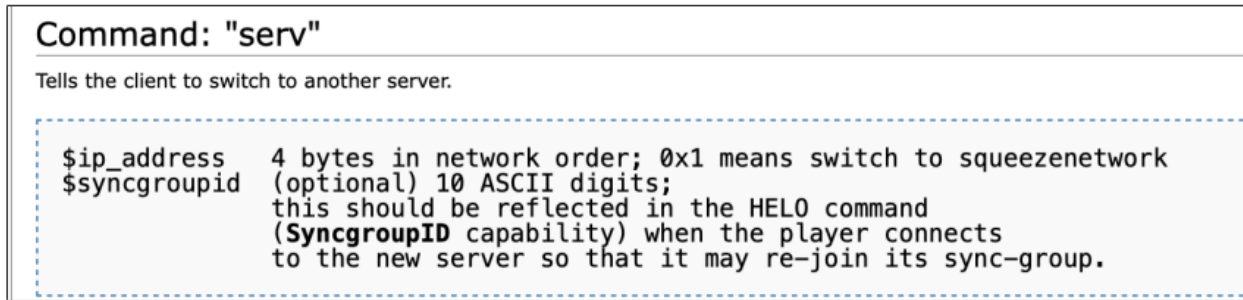 Command: "serv"
Tells the client to switch to another server.
$ip_address 4 bytes in network order; 0x1 means switch to squeezenetwork
$syncgroupid (optional) 10 ASCII digits;
this should be reflected in the HELO command
(SyncgroupID capability) when the player connects
to the new server so that it may re-join its sync-group.